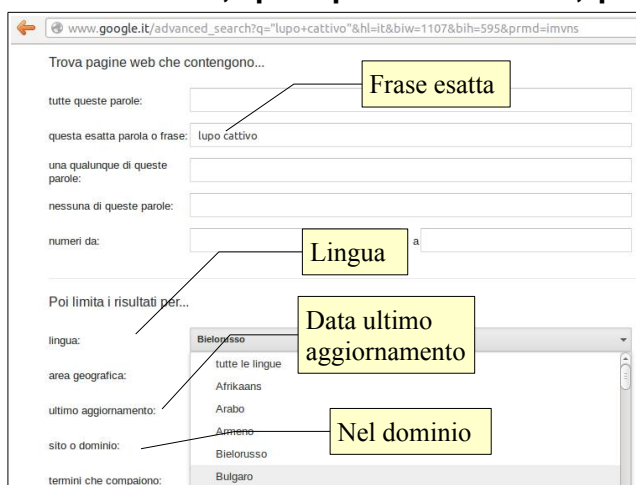 www.google.it/advanced_search?q="lupo+cattivo"&hl=it&biw=1107&bih=595&prmd=imvns
Trova pagine web che contengono...
Frase esatta
tutte queste parole:
questa esatta parola o frase: lupo cattivo
una qualunque di queste
parole:
nessuna di queste parole:
numeri da: a
Lingua
Poi limita i risultati per...
Data ultimo
aggiornamento
lingua: Bielorusso
tutte le lingue
area geografica:
Afrikaans
ultimo aggiornamento: Arabo
Armeno
Nel dominio
sito o dominio:
Bielorusso
termini che compaiono: Bulgaro